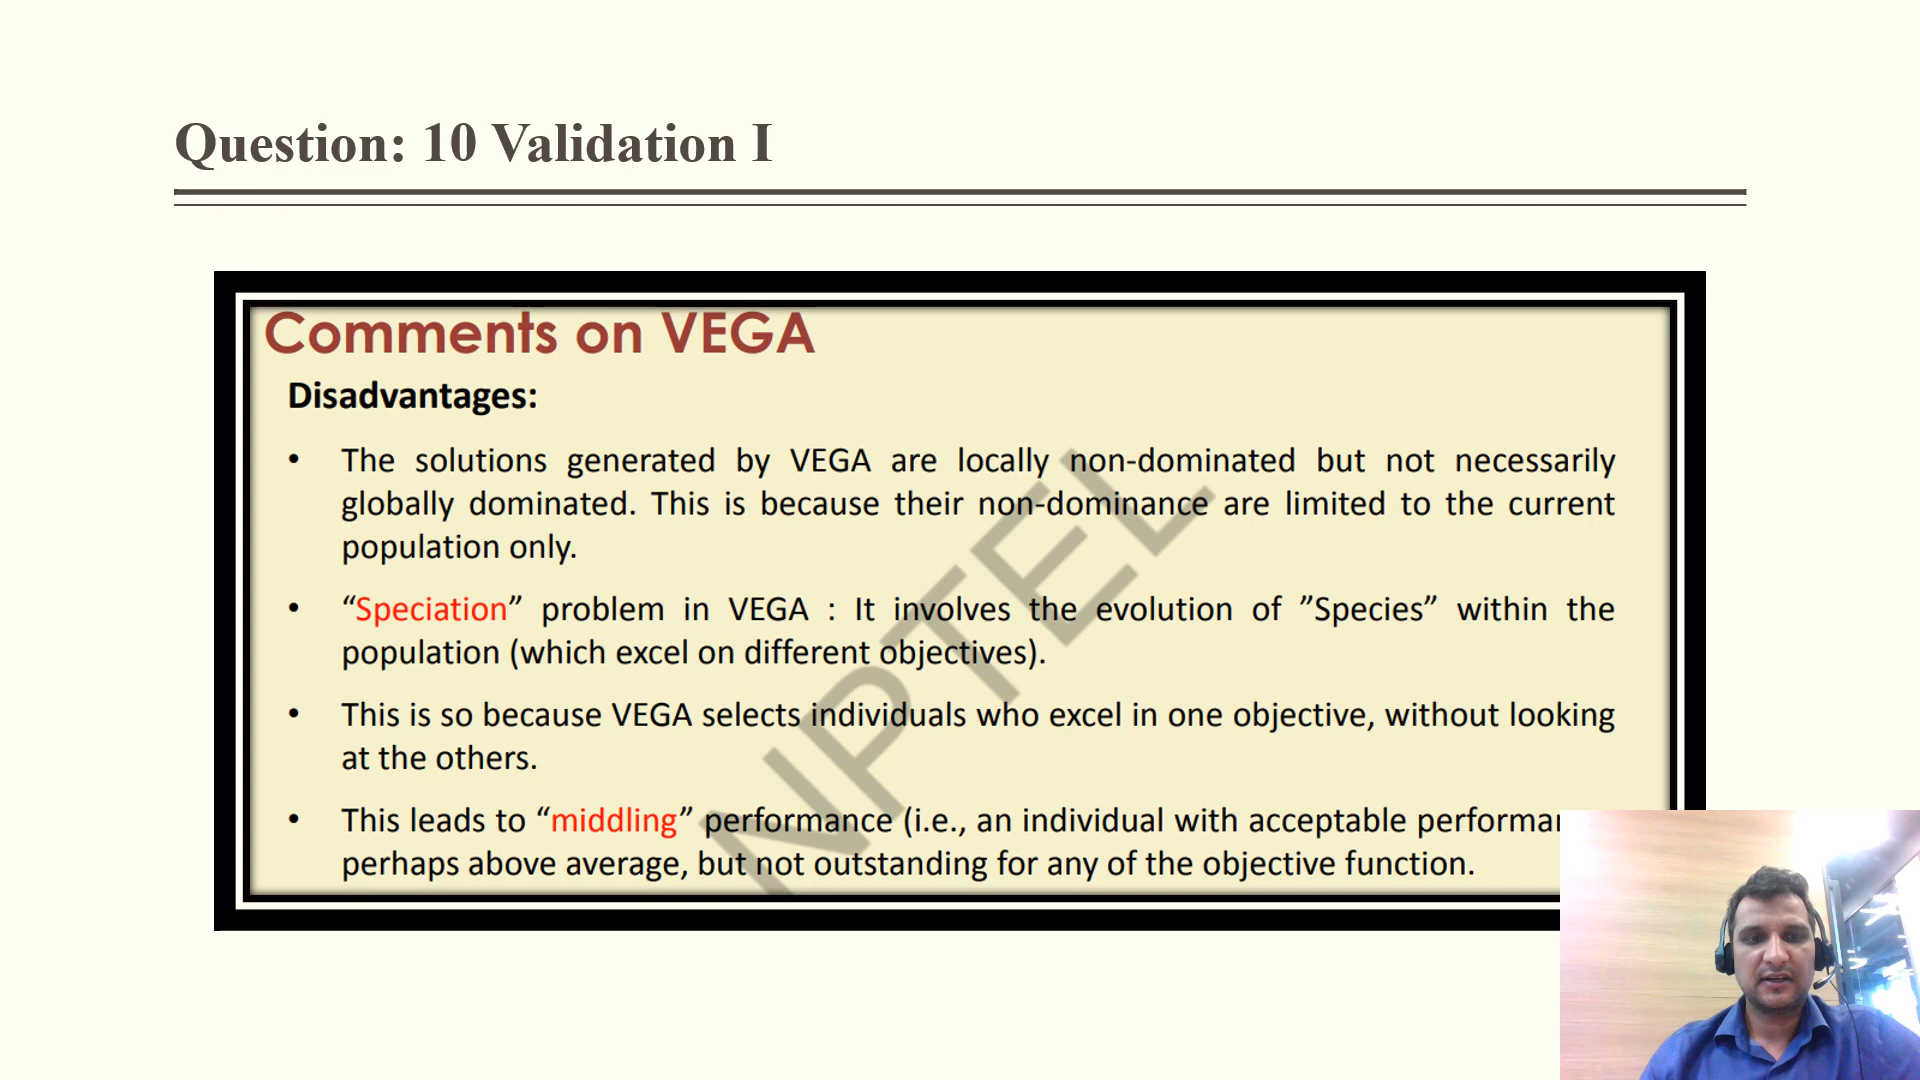 Question: 10 Validation I
Comments on VEGA
Disadvantages:
• The solutions generated by VEGA are locally non-dominated but not necessarily
globally dominated. This is because their non-dominance are limited to the current
population only.
• “Speciation” problem in VEGA : It involves the evolution of ”Species” within the
population (which excel on different objectives).
• This is so because VEGA selects individuals who excel in one objective, without looking
at the others.
• This leads to “middling” performance (i.e., an individual with acceptable
perhaps above average, but not outstanding for any of the objective function.
NPTEL